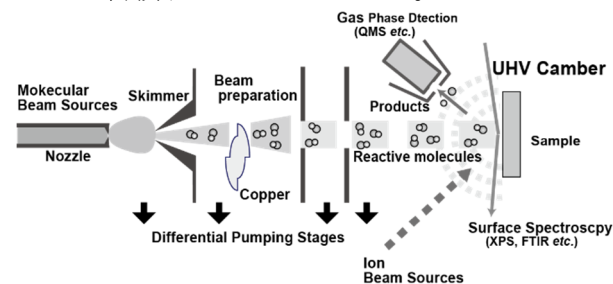 Gas Phase Dtection
(QMS etc.)
UHV Camber
Mokecular
Beam Sources
Skimmer
Beam
preparation
Products
Sample
Nozzle
Reactive molecules
Copper
Differential Pumping Stages
Surface Spectroscpy
(XPS, FTIR etc.)
Ion
Beam Sources